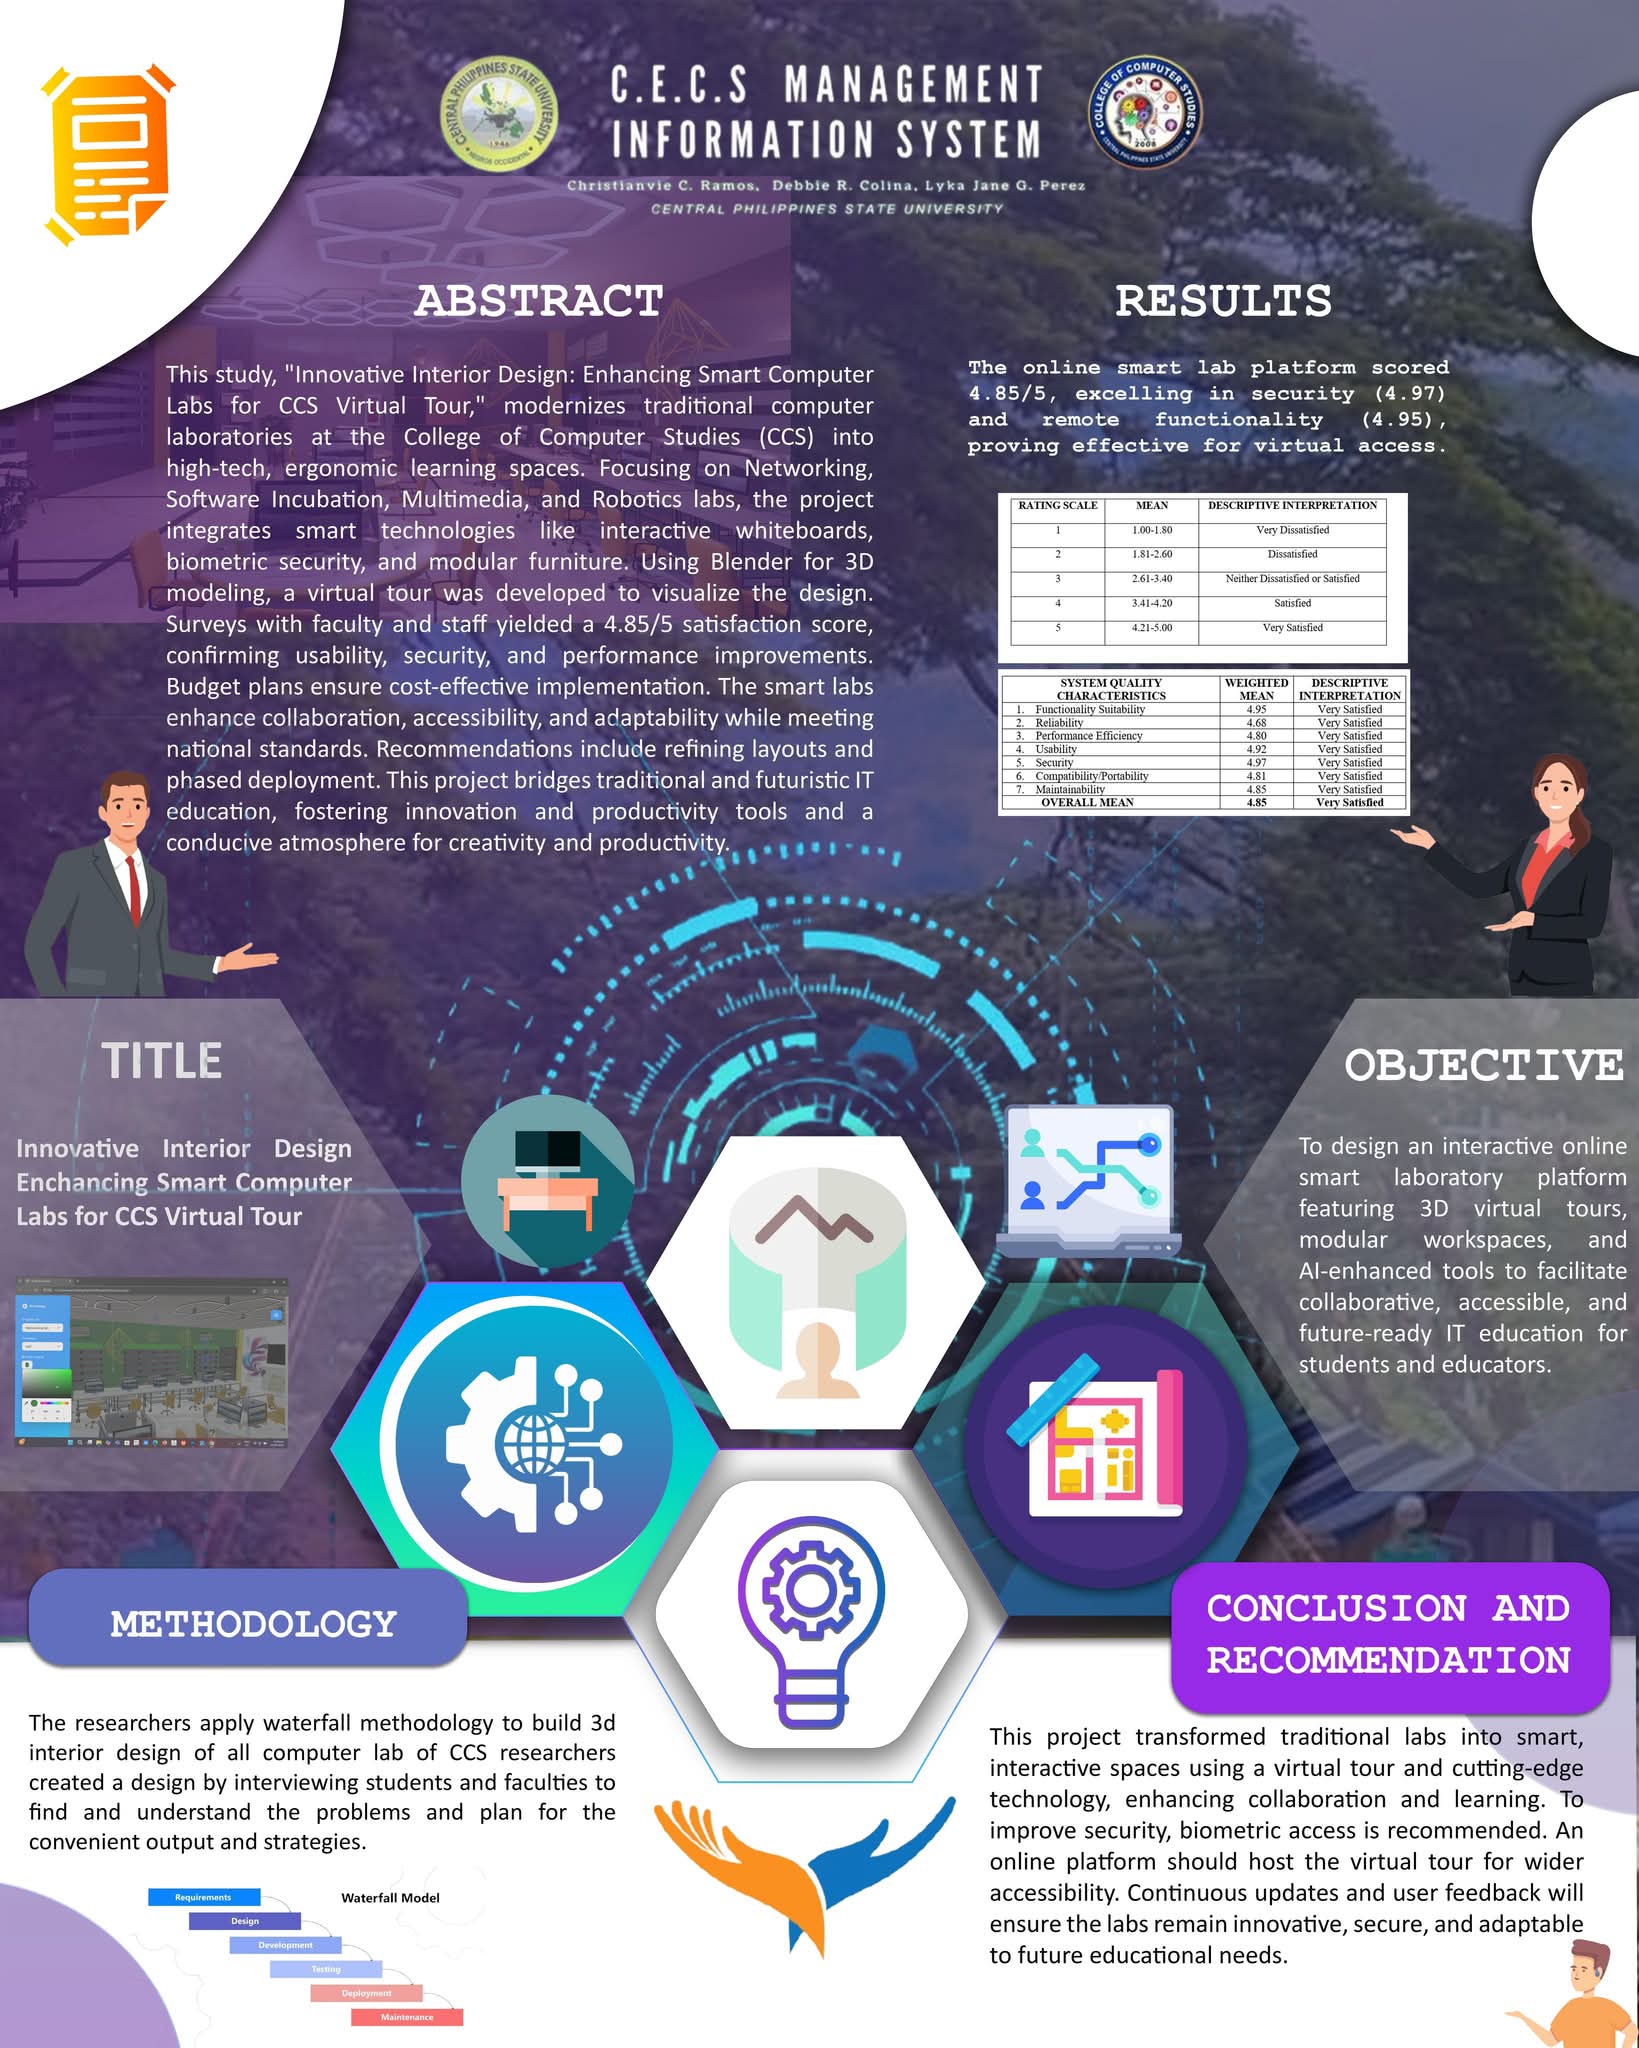 C.E.C.S MANAGEMENT
INFORMATION SYSTEM
CENTRAL PHILIPPINES STATE UNIVERSITY
1946
NEGROS OCCIDENTAL
COLLEGE OF COMPUTER STUDIES
2008
CENTRAL PHILIPPINES STATE UNIVERSITY
Christianvie C. Ramos, Debbie R. Colina, Lyka Jane G. Perez
CENTRAL PHILIPPINES STATE UNIVERSITY
ABSTRACT
This study, "Innovative Interior Design: Enhancing Smart Computer
Labs for CCS Virtual Tour," modernizes traditional computer
laboratories at the College of Computer Studies (CCS) into
high-tech, ergonomic learning spaces. Focusing on Networking,
Software Incubation, Multimedia, and Robotics labs, the project
integrates smart technologies like interactive whiteboards,
biometric security, and modular furniture. Using Blender for 3D
modeling, a virtual tour was developed to visualize the design.
Surveys with faculty and staff yielded a 4.85/5 satisfaction score,
confirming usability, security, and performance improvements.
Budget plans ensure cost-effective implementation. The smart labs
enhance collaboration, accessibility, and adaptability while meeting
national standards. Recommendations include refining layouts and
phased deployment. This project bridges traditional and futuristic IT
education, fostering innovation and productivity tools and a
conducive atmosphere for creativity and productivity.
RESULTS
The online smart lab platform scored
4.85/5, excelling in security (4.97)
and remote functionality (4.95),
proving effective for virtual access.
RATING SCALE MEAN DESCRIPTIVE INTERPRETATION
1 1.00-1.80 Very Dissatisfied
2 1.81-2.60 Dissatisfied
3 2.61-3.40 Neither Dissatisfied or Satisfied
4 3.41-4.20 Satisfied
5 4.21-5.00 Very Satisfied
SYSTEM QUALITY WEIGHTED DESCRIPTIVE
CHARACTERISTICS MEAN INTERPRETATION
1. Functionality Suitability 4.95 Very Satisfied
2. Reliability 4.68 Very Satisfied
3. Performance Efficiency 4.80 Very Satisfied
4. Usability 4.92 Very Satisfied
5. Security 4.97 Very Satisfied
6. Compatibility/Portability 4.81 Very Satisfied
7. Maintainability 4.85 Very Satisfied
OVERALL MEAN 4.85 Very Satisfied
TITLE
Innovative Interior Design
Enchancing Smart Computer
Labs for CCS Virtual Tour
OBJECTIVE
To design an interactive online
smart laboratory platform
featuring 3D virtual tours,
modular workspaces, and
AI-enhanced tools to facilitate
collaborative, accessible, and
future-ready IT education for
students and educators.
METHODOLOGY
The researchers apply waterfall methodology to build 3d
interior design of all computer lab of CCS researchers
created a design by interviewing students and faculties to
find and understand the problems and plan for the
convenient output and strategies.
Waterfall Model
Requirements
Design
Development
Testing
Deployment
Maintenance
CONCLUSION AND
RECOMMENDATION
This project transformed traditional labs into smart,
interactive spaces using a virtual tour and cutting-edge
technology, enhancing collaboration and learning. To
improve security, biometric access is recommended. An
online platform should host the virtual tour for wider
accessibility. Continuous updates and user feedback will
ensure the labs remain innovative, secure, and adaptable
to future educational needs.